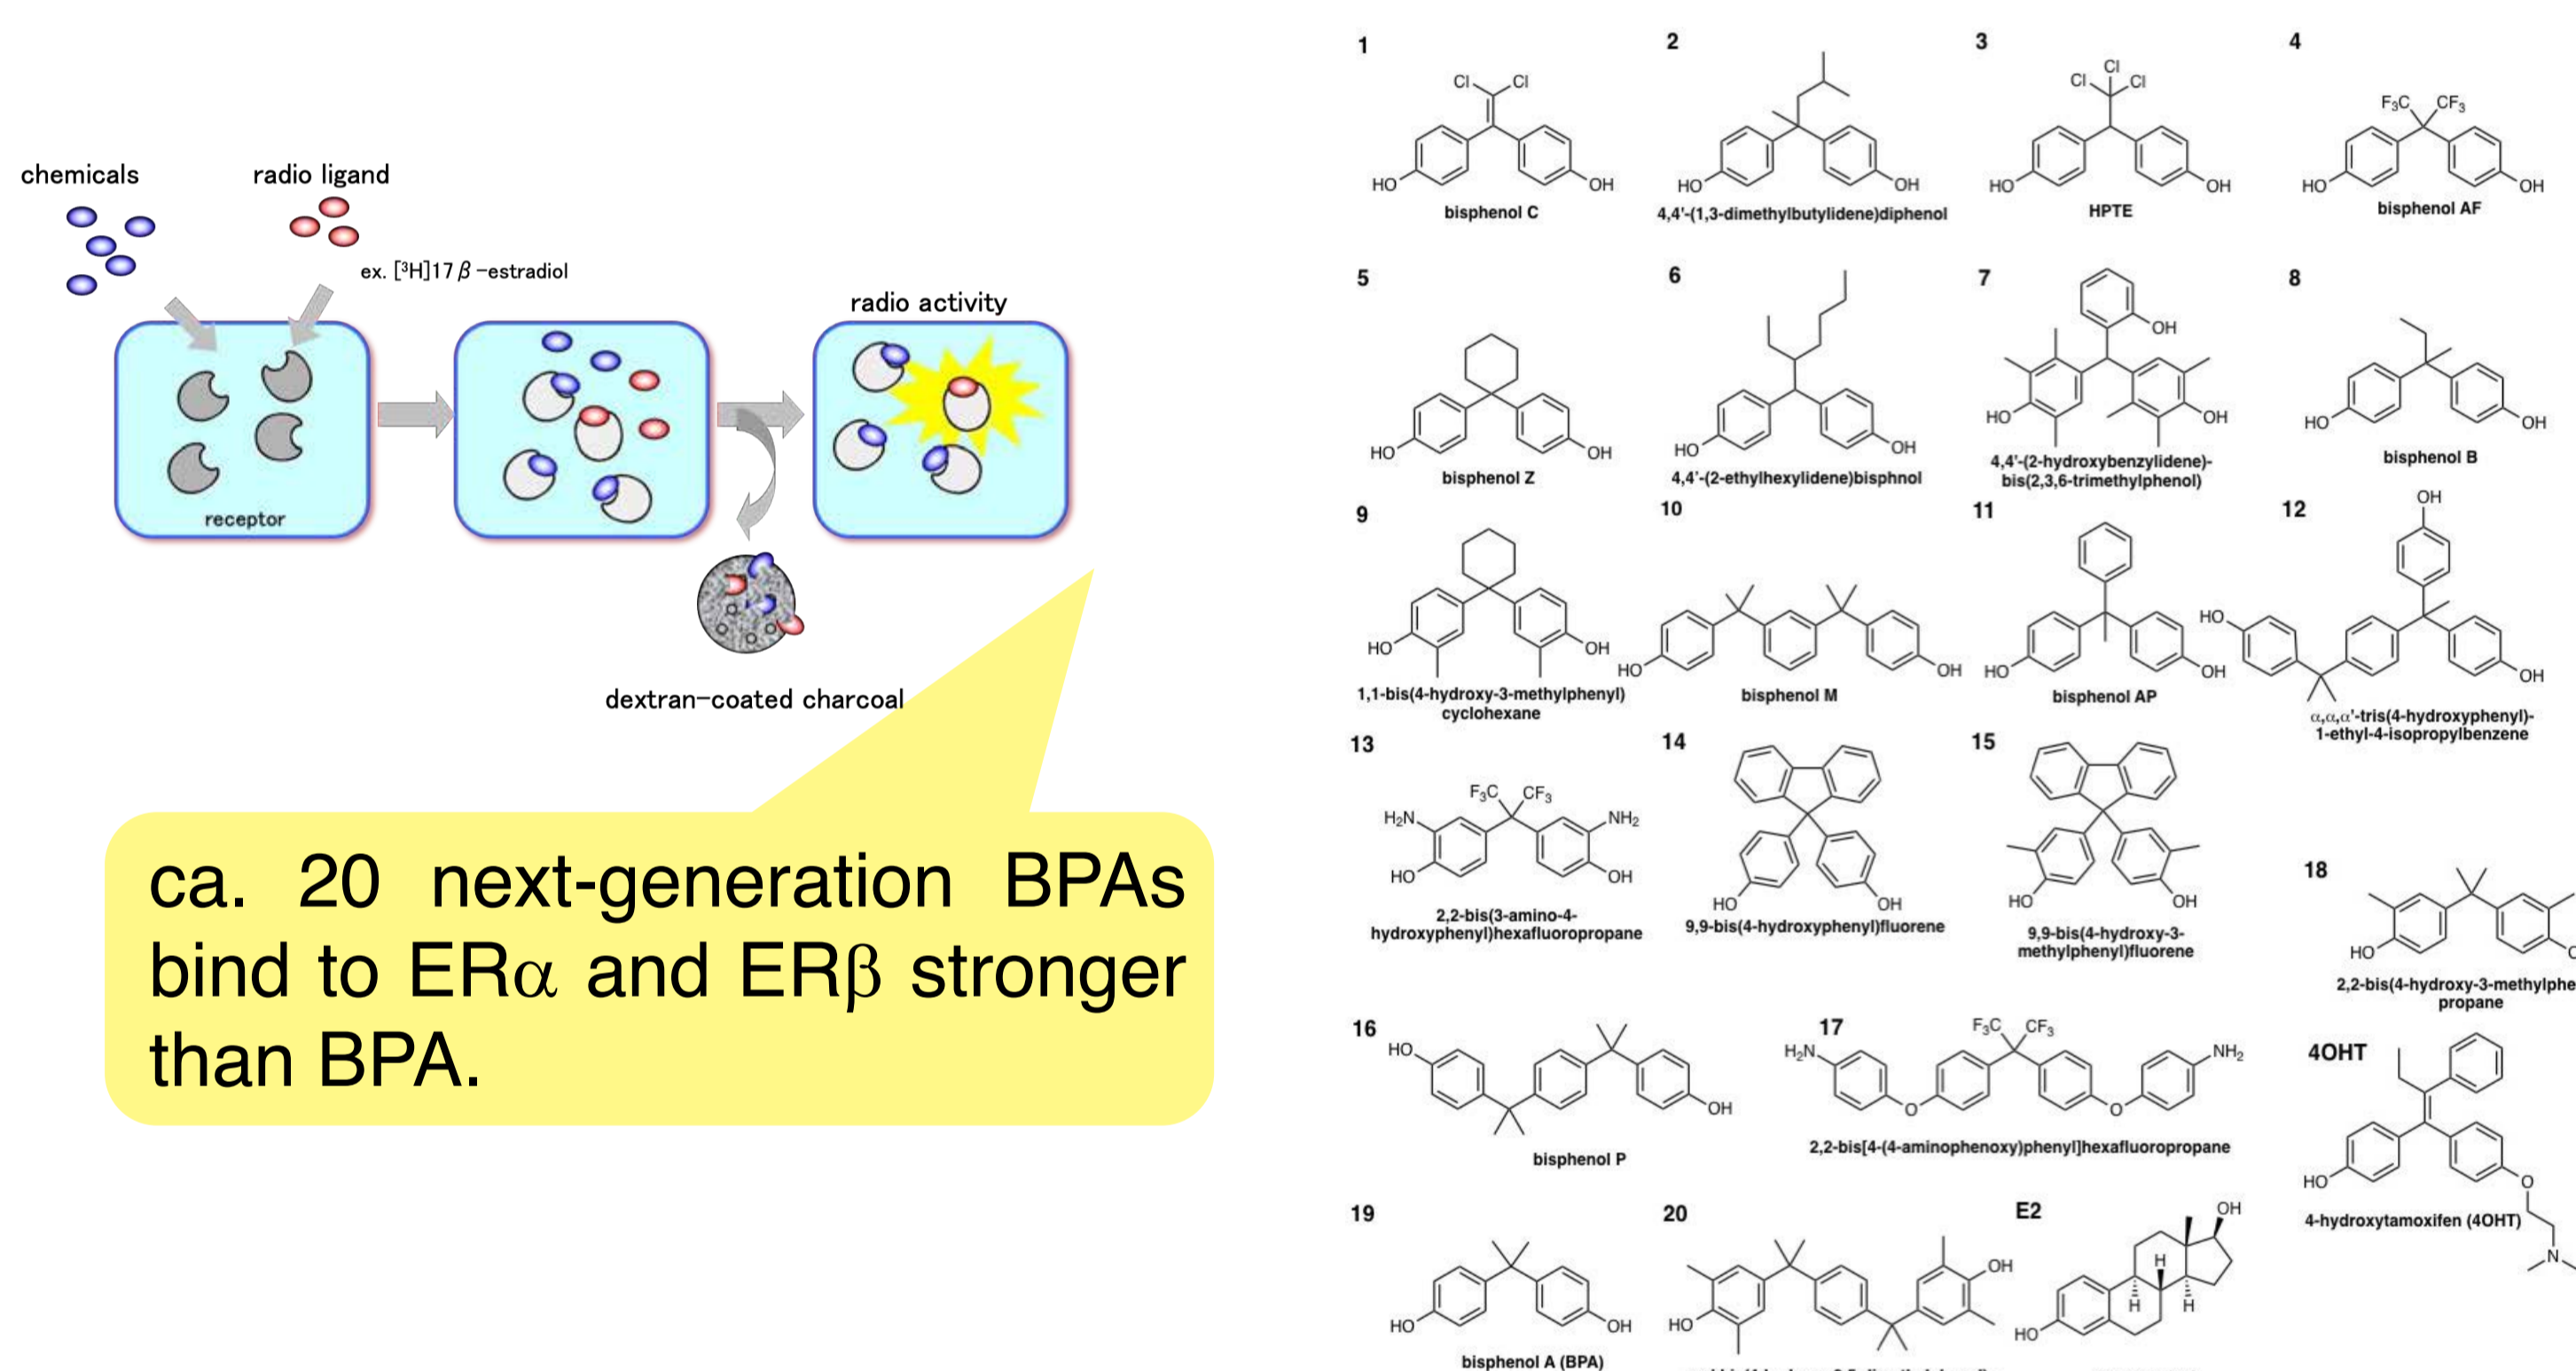 chemicals
radio ligand
ex. [³H]17β-estradiol
receptor
radio activity
dextran-coated charcoal
ca. 20 next-generation BPAs
bind to ERα and ERβ stronger
than BPA.
1
Cl Cl
HO OH
bisphenol C
2
HO OH
4,4'-(1,3-dimethylbutylidene)diphenol
3
Cl
Cl Cl
HO OH
HPTE
4
F₃C CF₃
HO OH
bisphenol AF
5
HO OH
bisphenol Z
6
HO OH
4,4'-(2-ethylhexylidene)bisphnol
7
OH
HO OH
4,4'-(2-hydroxybenzylidene)-
bis(2,3,6-trimethylphenol)
8
HO OH
bisphenol B
9
HO OH
1,1-bis(4-hydroxy-3-methylphenyl)
cyclohexane
10
HO OH
bisphenol M
11
HO OH
bisphenol AP
12
OH
HO
OH
α,α,α'-tris(4-hydroxyphenyl)-
1-ethyl-4-isopropylbenzene
13
F₃C CF₃
H₂N NH₂
HO OH
2,2-bis(3-amino-4-
hydroxyphenyl)hexafluoropropane
14
HO OH
9,9-bis(4-hydroxyphenyl)fluorene
15
HO OH
9,9-bis(4-hydroxy-3-
methylphenyl)fluorene
18
HO
2,2-bis(4-hydroxy-3-methylphe
propane
16
HO
OH
bisphenol P
17
F₃C CF₃
H₂N NH₂
O O
2,2-bis[4-(4-aminophenoxy)phenyl]hexafluoropropane
4OHT
HO O
N
4-hydroxytamoxifen (4OHT)
19
HO OH
bisphenol A (BPA)
20
OH
HO
E2
OH
H
H H
HO